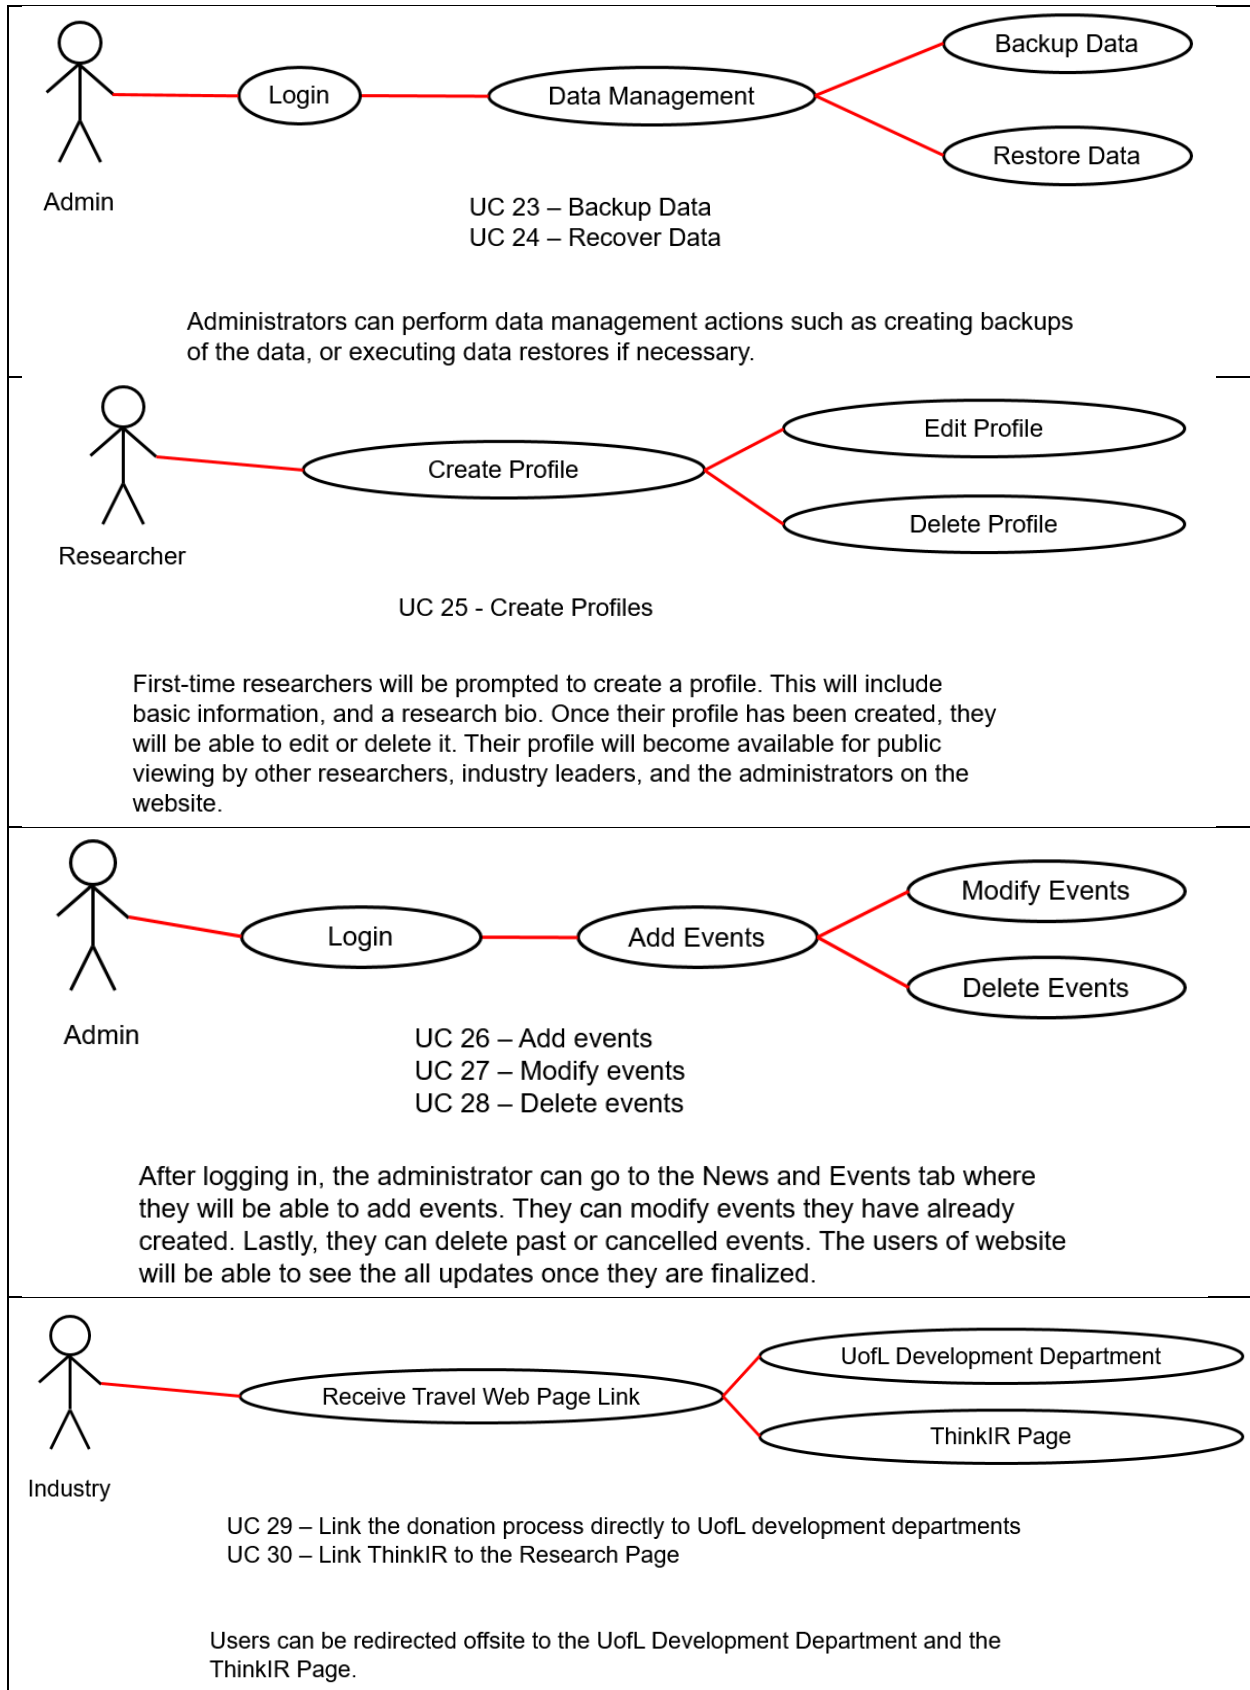 Backup Data
Login
Data Management
Restore Data
Admin
UC 23 – Backup Data
UC 24 – Recover Data
Administrators can perform data management actions such as creating backups
of the data, or executing data restores if necessary.
Edit Profile
Create Profile
Delete Profile
Researcher
UC 25 - Create Profiles
First-time researchers will be prompted to create a profile. This will include
basic information, and a research bio. Once their profile has been created, they
will be able to edit or delete it. Their profile will become available for public
viewing by other researchers, industry leaders, and the administrators on the
website.
Modify Events
Login
Add Events
Delete Events
Admin
UC 26 – Add events
UC 27 – Modify events
UC 28 – Delete events
After logging in, the administrator can go to the News and Events tab where
they will be able to add events. They can modify events they have already
created. Lastly, they can delete past or cancelled events. The users of website
will be able to see the all updates once they are finalized.
UofL Development Department
Receive Travel Web Page Link
ThinkIR Page
Industry
UC 29 – Link the donation process directly to UofL development departments
UC 30 – Link ThinkIR to the Research Page
Users can be redirected offsite to the UofL Development Department and the
ThinkIR Page.